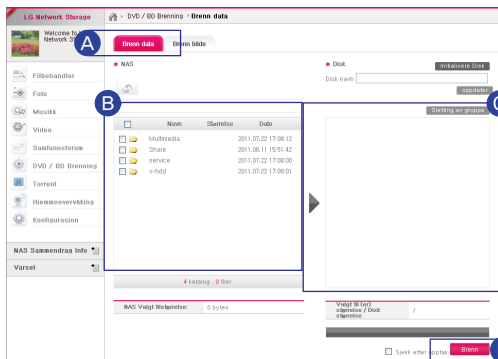 LG Network Storage
DVD / BD Brenning › Brenn data
Welcome to
Network St
A
Brenn data
Brenn bilde
NAS
Disk
Initialisere Disk
Disk navn
oppdater
B
C
Sletting av gruppe
Navn Størrelse Dato
Multimedia 2011.07.22 17:08:12
Share 2011.08.11 15:51:42
service 2011.07.22 17:08:00
x-hdd 2011.07.22 17:08:01
4 katalog , 0 filer
NAS Valgt filstørrelse: 0 bytes
Valgt fil(er)
størrelse / Disk
størrelse
/
Sjekk etter opptak
Brenn
Filbehandler
Foto
Musikk
Video
Samfunnsforum
DVD / BD Brenning
Torrent
Hjemmeovervåking
Konfigurasjon
NAS Sammendrag Info
Varsel